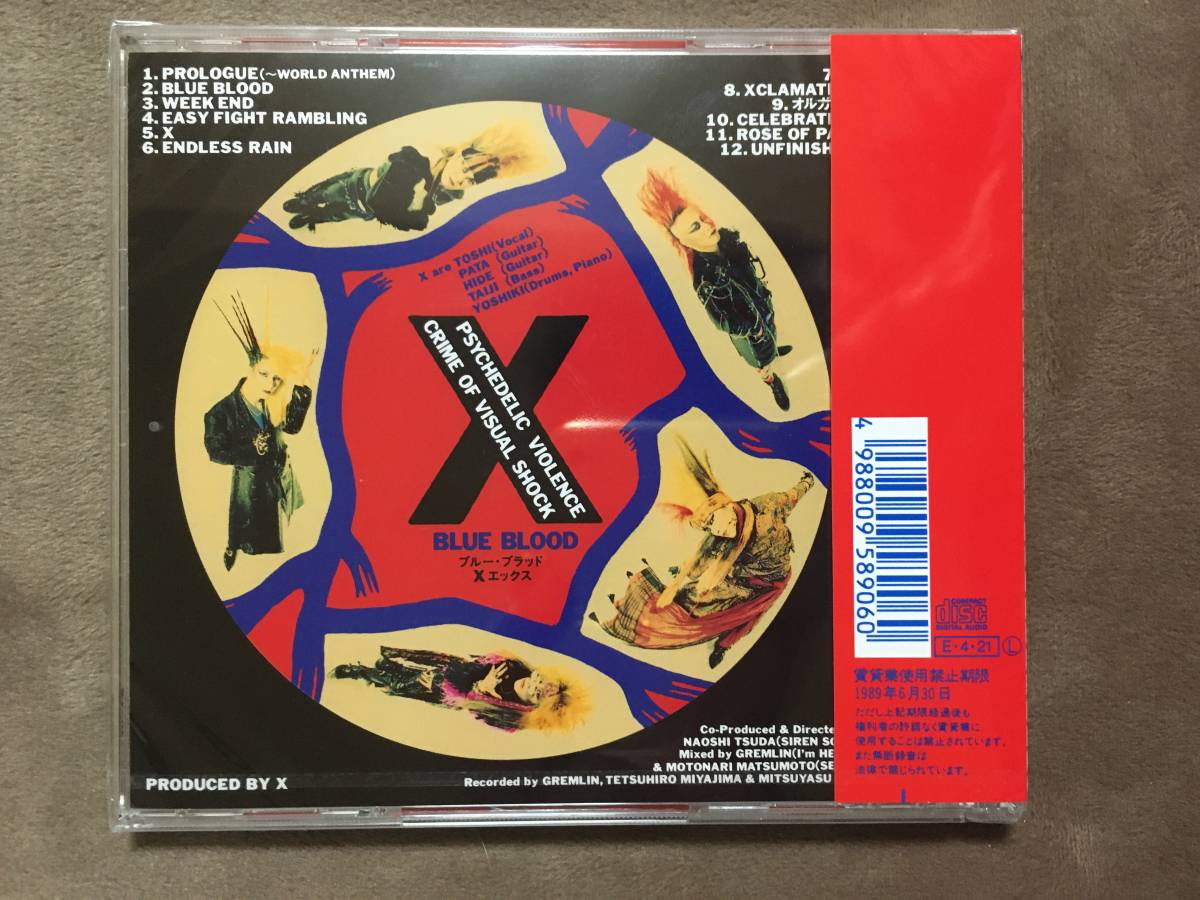 1. PROLOGUE(~WORLD ANTHEM)
2. BLUE BLOOD
3. WEEK END
4. EASY FIGHT RAMBLING
5. X
6. ENDLESS RAIN
7.
8. XCLAMATI
9. オルガ
10. CELEBRATI
11. ROSE OF PA
12. UNFINISH
X are TOSHI(Vocal)
PATA (Guitar)
HIDE (Guitar)
TAIJI (Bass)
YOSHIKI(Drums, Piano)
X
PSYCHEDELIC VIOLENCE
CRIME OF VISUAL SHOCK
BLUE BLOOD
ブルー・ブラッド
X エックス
Co-Produced & Directe
NAOSHI TSUDA(SIREN SO
Mixed by GREMLIN(I'm HE
& MOTONARI MATSUMOTO(SE
Recorded by GREMLIN, TETSUHIRO MIYAJIMA & MITSUYASU
PRODUCED BY X
4 988009 589060
COMPACT
disc
DIGITAL AUDIO
E・4・21 L
賃貸業使用禁止期限
1989年6月30日
ただし上記期限経過後も
権利者の許諾なく賃貸業に
使用することは禁止されています。
また無断録音は
法律で禁じられています。